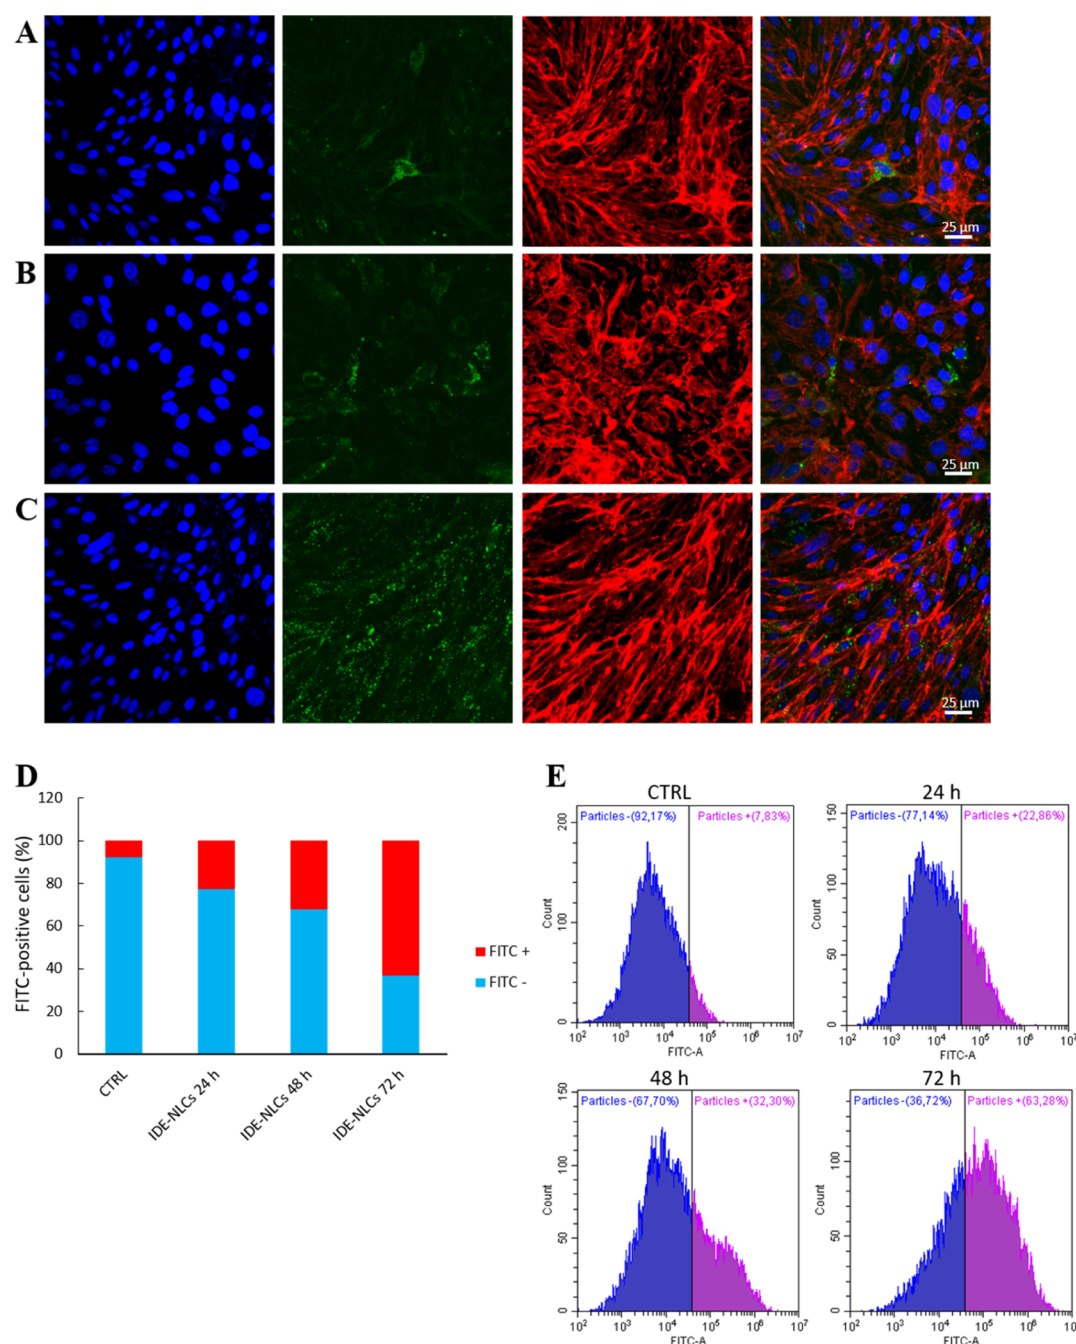 A
25 µm
B
25 µm
C
25 µm
D
120
100
80
60
40
20
0
FITC-positive cells (%)
CTRL
IDE-NLCs 24 h
IDE-NLCs 48 h
IDE-NLCs 72 h
FITC +
FITC -
E
CTRL
Particles -(92,17%)
Particles +(7,83%)
200
100
0
Count
10² 10³ 10⁴ 10⁵ 10⁶ 10⁷
FITC-A
24 h
Particles -(77,14%)
Particles +(22,86%)
150
100
50
0
Count
10² 10³ 10⁴ 10⁵ 10⁶ 10⁷
FITC-A
48 h
Particles -(67,70%)
Particles +(32,30%)
150
100
50
0
Count
10² 10³ 10⁴ 10⁵ 10⁶ 10⁷
FITC-A
72 h
Particles -(36,72%)
Particles +(63,28%)
150
100
50
0
Count
10² 10³ 10⁴ 10⁵ 10⁶
FITC-A